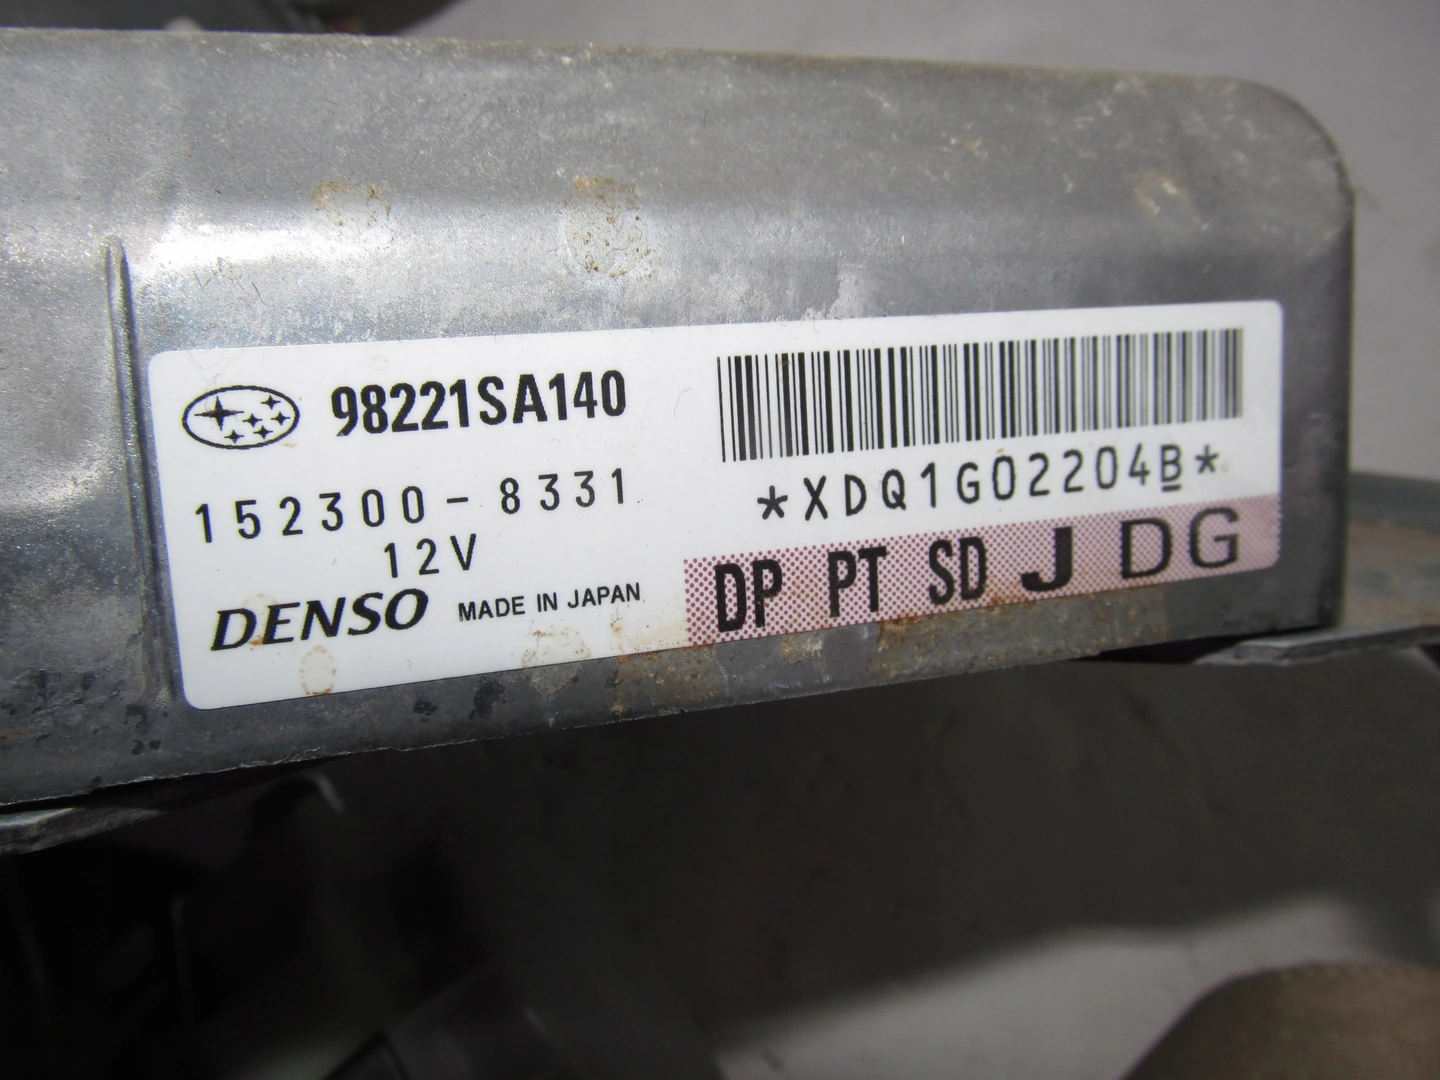 98221SA140
152300-8331
12V
DENSO MADE IN JAPAN
*XDQ1G02204B*
DP PT SD J DG